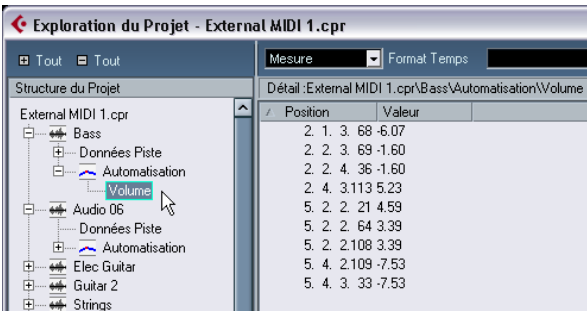 Exploration du Projet - External MIDI 1.cpr
Tout Tout
Mesure Format Temps
Structure du Projet
Détail :External MIDI 1.cpr\Bass\Automatisation\Volume
External MIDI 1.cpr
Bass
Données Piste
Automatisation
Volume
Audio 06
Données Piste
Automatisation
Elec Guitar
Guitar 2
Strings
Position Valeur
2. 1. 3. 68 -6.07
2. 2. 3. 69 -1.60
2. 2. 4. 36 -1.60
2. 4. 3.113 5.23
5. 2. 2. 21 4.59
5. 2. 2. 64 3.39
5. 2. 2.108 3.39
5. 4. 2.109 -7.53
5. 4. 3. 33 -7.53